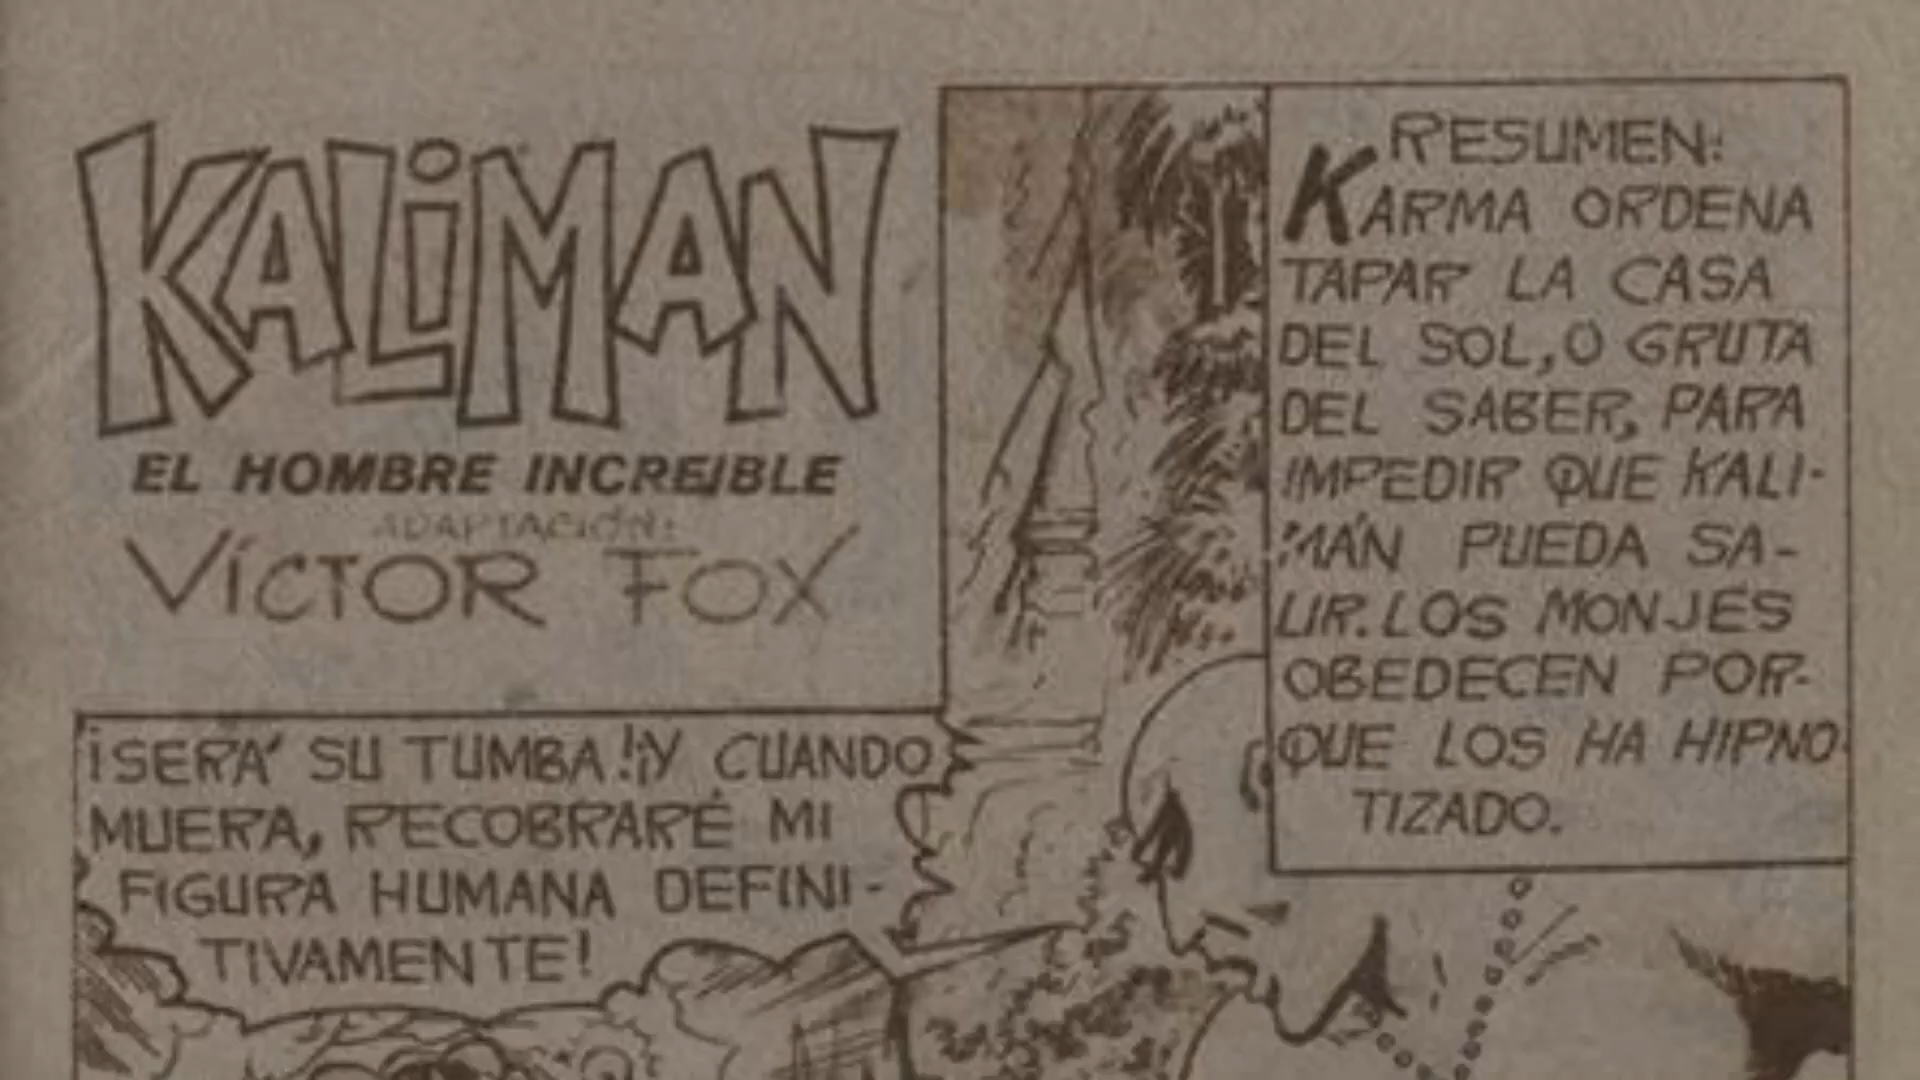 KALiMAN
EL HOMBRE INCREIBLE
ADAPTACIÓN:
VÍCTOR FOX
RESUMEN:
KARMA ORDENA
TAPAR LA CASA
DEL SOL, O GRUTA
DEL SABER, PARA
IMPEDIR QUE KALI-
MÁN PUEDA SA-
LIR. LOS MONJES
OBEDECEN POR-
QUE LOS HA HIPNO-
TIZADO.
¡SERÁ SU TUMBA!¡Y CUANDO
MUERA, RECOBRARÉ MI
FIGURA HUMANA DEFINI-
TIVAMENTE!